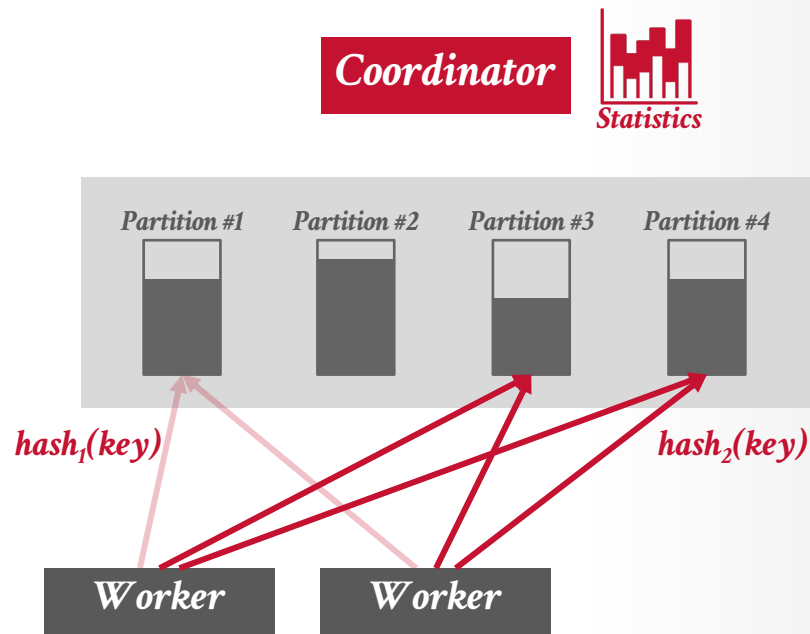 Coordinator
Statistics
Partition #1 Partition #2 Partition #3 Partition #4
hash₁(key) hash₂(key)
Worker Worker